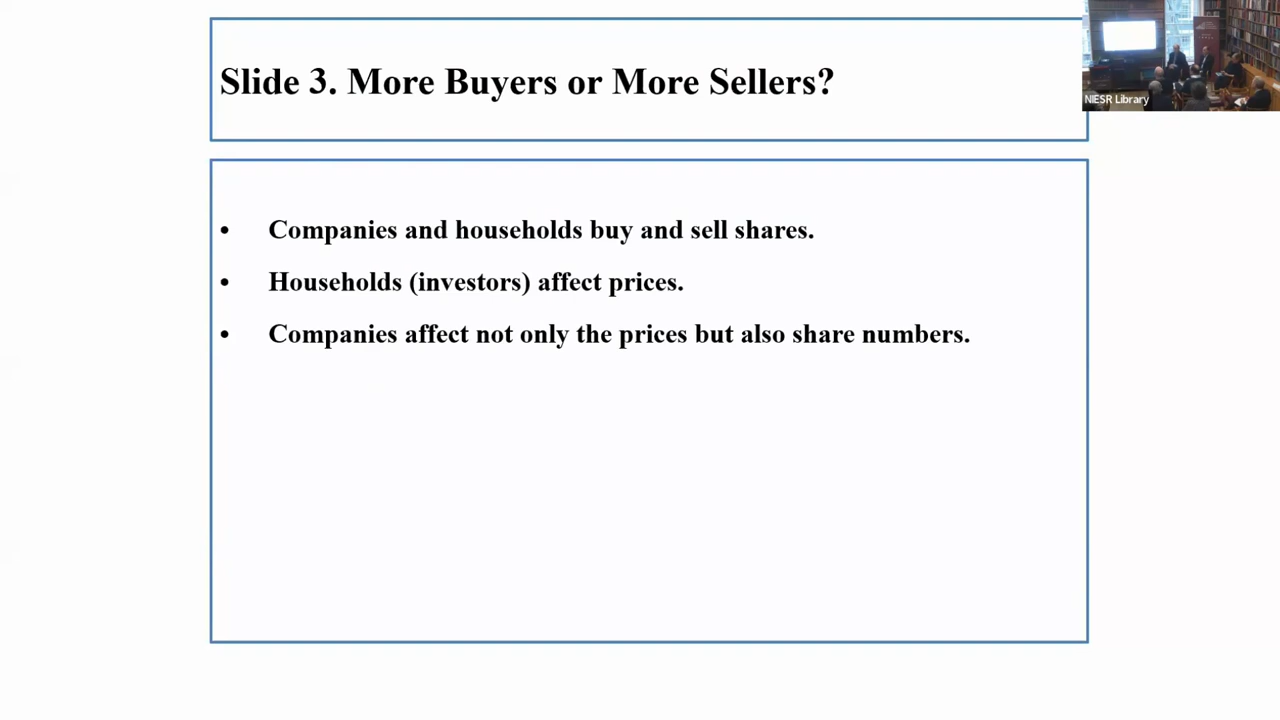 Slide 3. More Buyers or More Sellers?
NIESR Library
• Companies and households buy and sell shares.
• Households (investors) affect prices.
• Companies affect not only the prices but also share numbers.